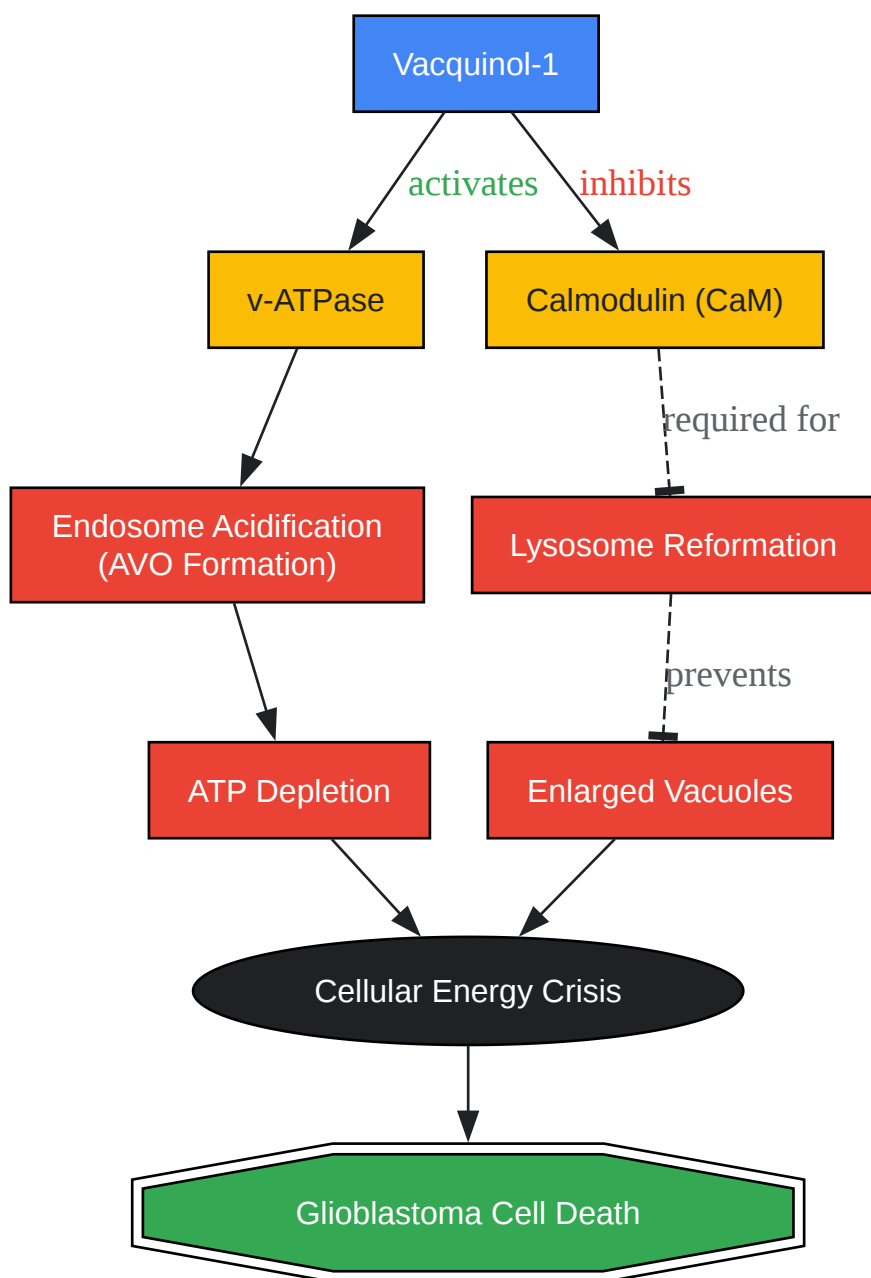 Vacquinol-1
activates
inhibits
v-ATPase
Calmodulin (CaM)
required for
Endosome Acidification
(AVO Formation)
Lysosome Reformation
prevents
ATP Depletion
Enlarged Vacuoles
Cellular Energy Crisis
Glioblastoma Cell Death